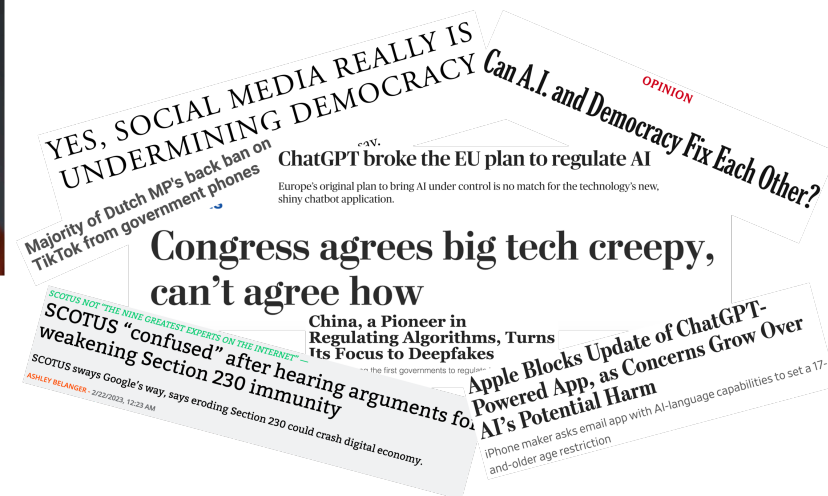 YES, SOCIAL MEDIA REALLY IS
UNDERMINING DEMOCRACY
OPINION
Can A.I. and Democracy Fix Each Other?
Majority of Dutch MP's back ban on
TikTok from government phones
say.
ChatGPT broke the EU plan to regulate AI
Europe's original plan to bring AI under control is no match for the technology's new,
shiny chatbot application.
Congress agrees big tech creepy,
can't agree how
SCOTUS NOT "THE NINE GREATEST EXPERTS ON THE INTERNET" —
SCOTUS "confused" after hearing arguments for
weakening Section 230 immunity
SCOTUS sways Google's way, says eroding Section 230 could crash digital economy.
ASHLEY BELANGER - 2/22/2023, 12:23 AM
China, a Pioneer in
Regulating Algorithms, Turns
Its Focus to Deepfakes
the first governments to regulate
Apple Blocks Update of ChatGPT-
Powered App, as Concerns Grow Over
AI's Potential Harm
iPhone maker asks email app with AI-language capabilities to set a 17-
and-older age restriction